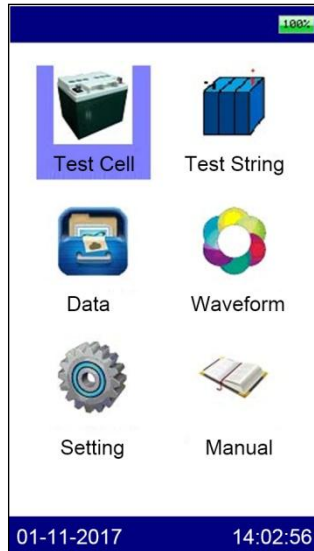 100%
Test Cell Test String
Data Waveform
Setting Manual
01-11-2017 14:02:56